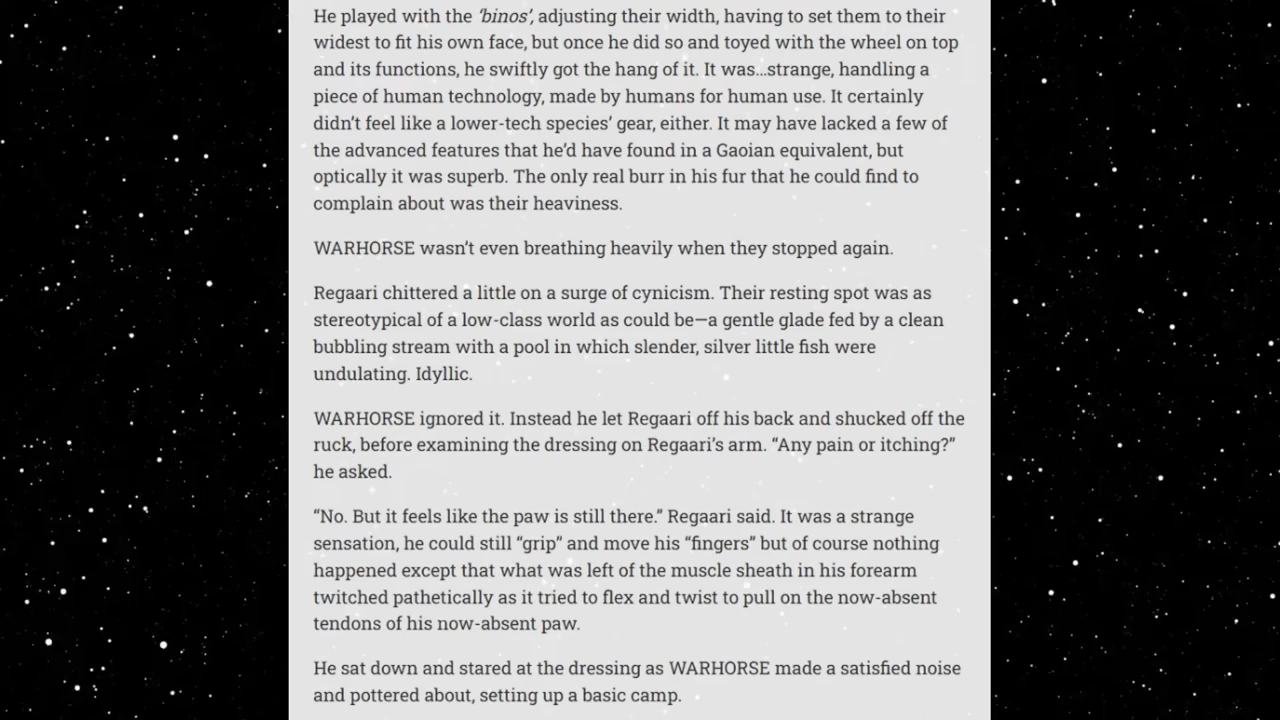 He played with the ‘binos’, adjusting their width, having to set them to their
widest to fit his own face, but once he did so and toyed with the wheel on top
and its functions, he swiftly got the hang of it. It was…strange, handling a
piece of human technology, made by humans for human use. It certainly
didn’t feel like a lower-tech species’ gear, either. It may have lacked a few of
the advanced features that he’d have found in a Gaoian equivalent, but
optically it was superb. The only real burr in his fur that he could find to
complain about was their heaviness.
WARHORSE wasn’t even breathing heavily when they stopped again.
Regaari chittered a little on a surge of cynicism. Their resting spot was as
stereotypical of a low-class world as could be—a gentle glade fed by a clean
bubbling stream with a pool in which slender, silver little fish were
undulating. Idyllic.
WARHORSE ignored it. Instead he let Regaari off his back and shucked off the
ruck, before examining the dressing on Regaari’s arm. “Any pain or itching?”
he asked.
“No. But it feels like the paw is still there.” Regaari said. It was a strange
sensation, he could still “grip” and move his “fingers” but of course nothing
happened except that what was left of the muscle sheath in his forearm
twitched pathetically as it tried to flex and twist to pull on the now-absent
tendons of his now-absent paw.
He sat down and stared at the dressing as WARHORSE made a satisfied noise
and pottered about, setting up a basic camp.